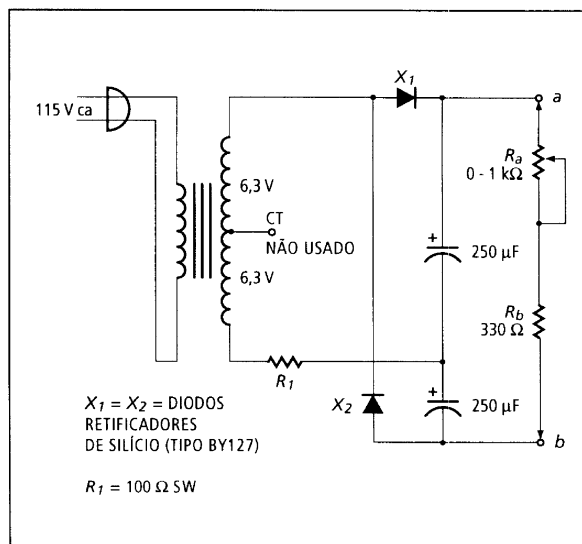 115 V ca
X1
a
Ra
0 - 1 kΩ
6,3 V
CT
NÃO USADO
+
250 µF
6,3 V
Rb
330 Ω
R1
X2
+
250 µF
b
X1 = X2 = DIODOS
RETIFICADORES
DE SILÍCIO (TIPO BY127)
R1 = 100 Ω SW